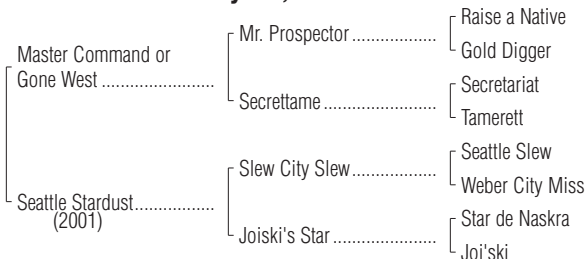 Raise a Native
Mr. Prospector..................
Gold Digger
Master Command or
Gone West ........................
Secretariat
Secrettame ........................
Tamerett
Seattle Slew
Slew City Slew..................
Weber City Miss
Seattle Stardust.................
(2001)
Star de Naskra
Joiski's Star ......................
Joi'ski